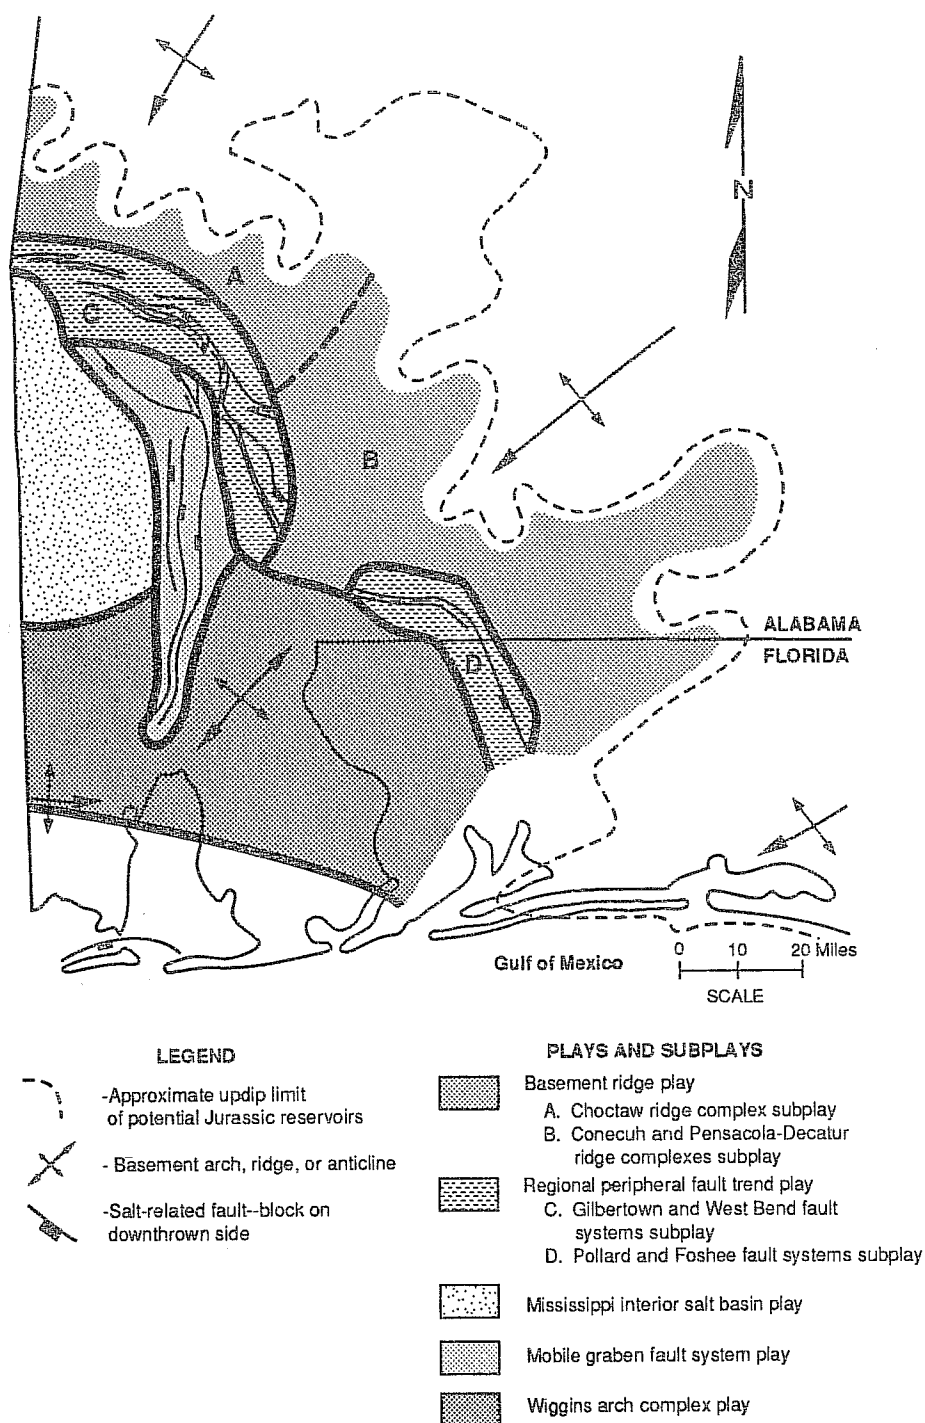 N
A
C
B
ALABAMA
FLORIDA
D
Gulf of Mexico
0 10 20 Miles
SCALE
LEGEND
-Approximate updip limit
of potential Jurassic reservoirs
- Basement arch, ridge, or anticline
-Salt-related fault--block on
downthrown side
PLAYS AND SUBPLAYS
Basement ridge play
A. Choctaw ridge complex subplay
B. Conecuh and Pensacola-Decatur
ridge complexes subplay
Regional peripheral fault trend play
C. Gilbertown and West Bend fault
systems subplay
D. Pollard and Foshee fault systems subplay
Mississippi interior salt basin play
Mobile graben fault system play
Wiggins arch complex play